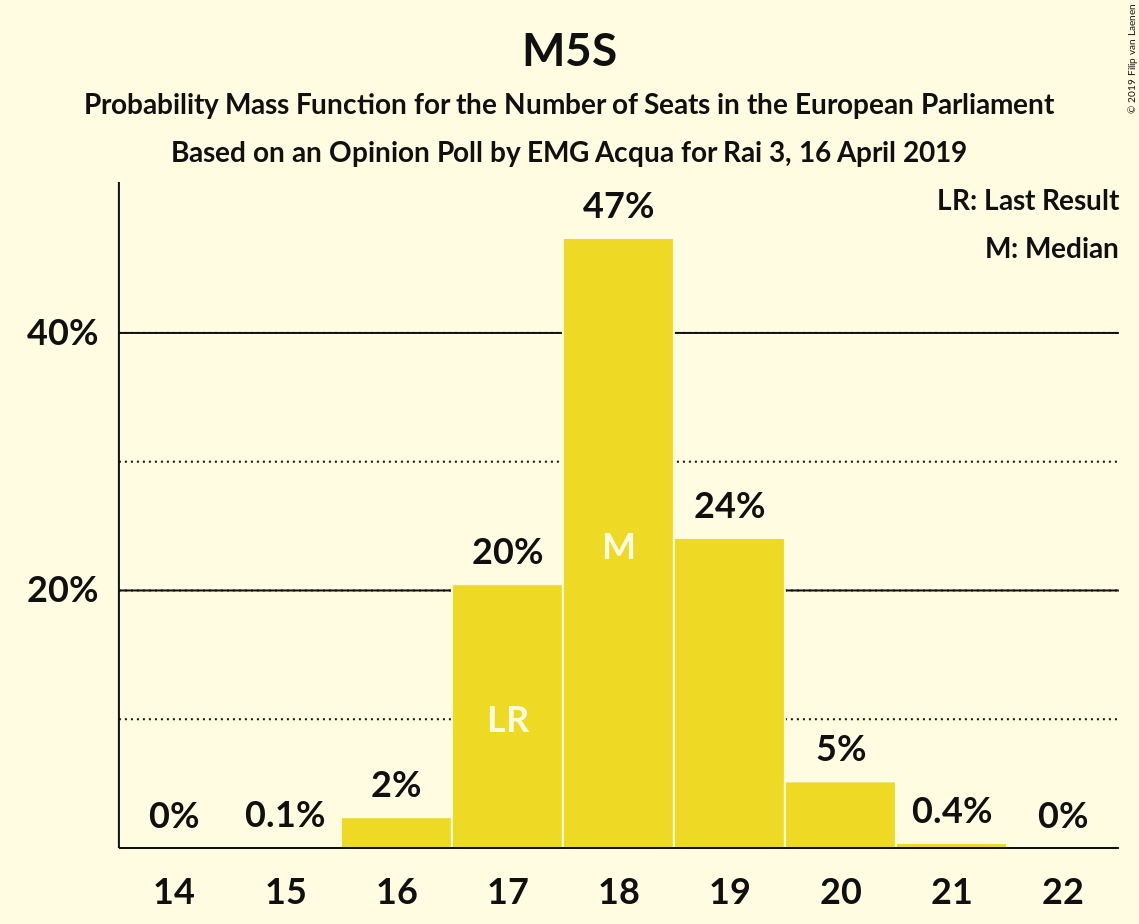 M5S
Probability Mass Function for the Number of Seats in the European Parliament
Based on an Opinion Poll by EMG Acqua for Rai 3, 16 April 2019
© 2019 Filip van Laenen
LR: Last Result
M: Median
40%
20%
0%
0.1%
2%
20%
47%
24%
5%
0.4%
0%
LR
M
14 15 16 17 18 19 20 21 22